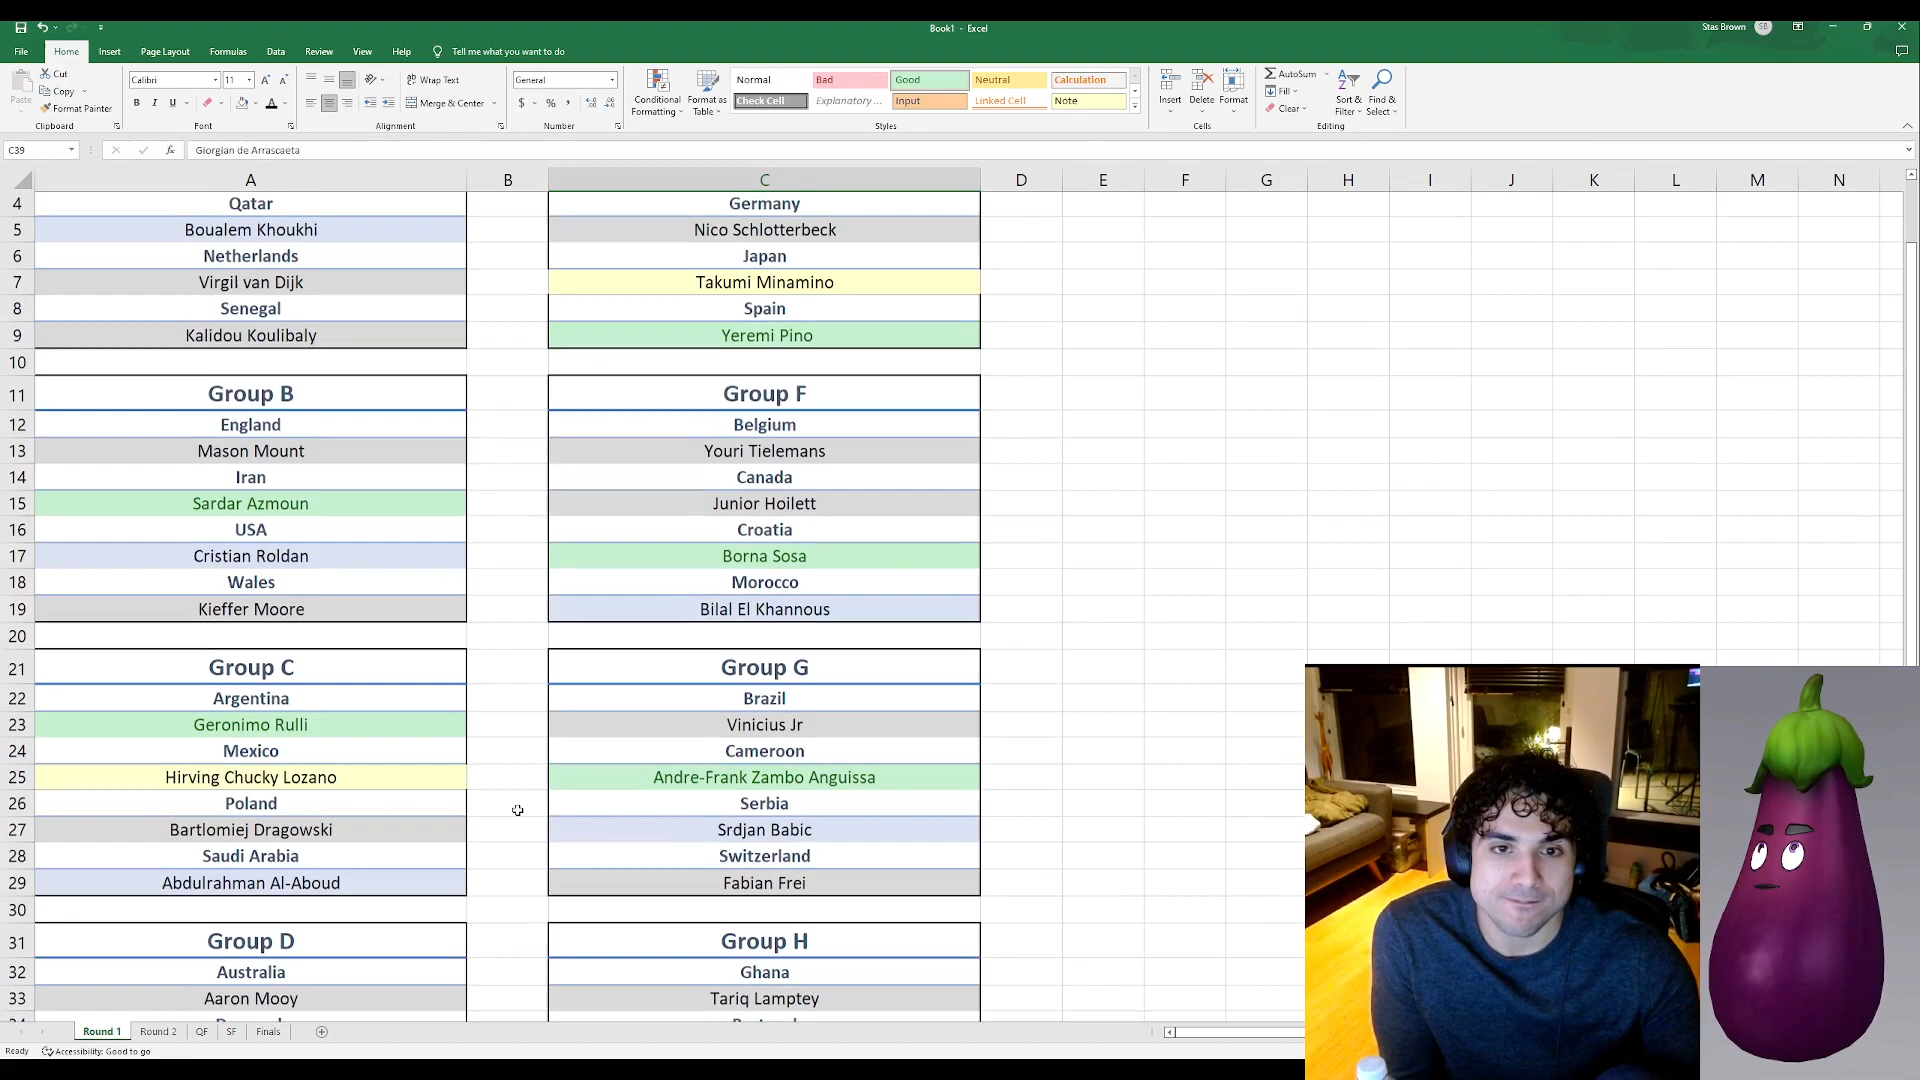 Book1 - Excel
Stas Brown
SB
File Home Insert Page Layout Formulas Data Review View Help Tell me what you want to do
Paste
Cut
Copy
Format Painter
Clipboard
Calibri
11
B I U
Font
Wrap Text
Merge & Center
Alignment
General
$ % ,
Number
Conditional Formatting
Format as Table
Normal Bad Good Neutral Calculation
Check Cell Explanatory ... Input Linked Cell Note
Styles
Insert Delete Format
Cells
AutoSum
Fill
Clear
Sort & Filter
Find & Select
Editing
C39
fx
Giorgian de Arrascaeta
A B C D E F G H I J K L M N
4 Qatar Germany
5 Boualem Khoukhi Nico Schlotterbeck
6 Netherlands Japan
7 Virgil van Dijk Takumi Minamino
8 Senegal Spain
9 Kalidou Koulibaly Yeremi Pino
10
11 Group B Group F
12 England Belgium
13 Mason Mount Youri Tielemans
14 Iran Canada
15 Sardar Azmoun Junior Hoilett
16 USA Croatia
17 Cristian Roldan Borna Sosa
18 Wales Morocco
19 Kieffer Moore Bilal El Khannous
20
21 Group C Group G
22 Argentina Brazil
23 Geronimo Rulli Vinicius Jr
24 Mexico Cameroon
25 Hirving Chucky Lozano Andre-Frank Zambo Anguissa
26 Poland Serbia
27 Bartlomiej Dragowski Srdjan Babic
28 Saudi Arabia Switzerland
29 Abdulrahman Al-Aboud Fabian Frei
30
31 Group D Group H
32 Australia Ghana
33 Aaron Mooy Tariq Lamptey
Round 1 Round 2 QF SF Finals
Ready Accessibility: Good to go